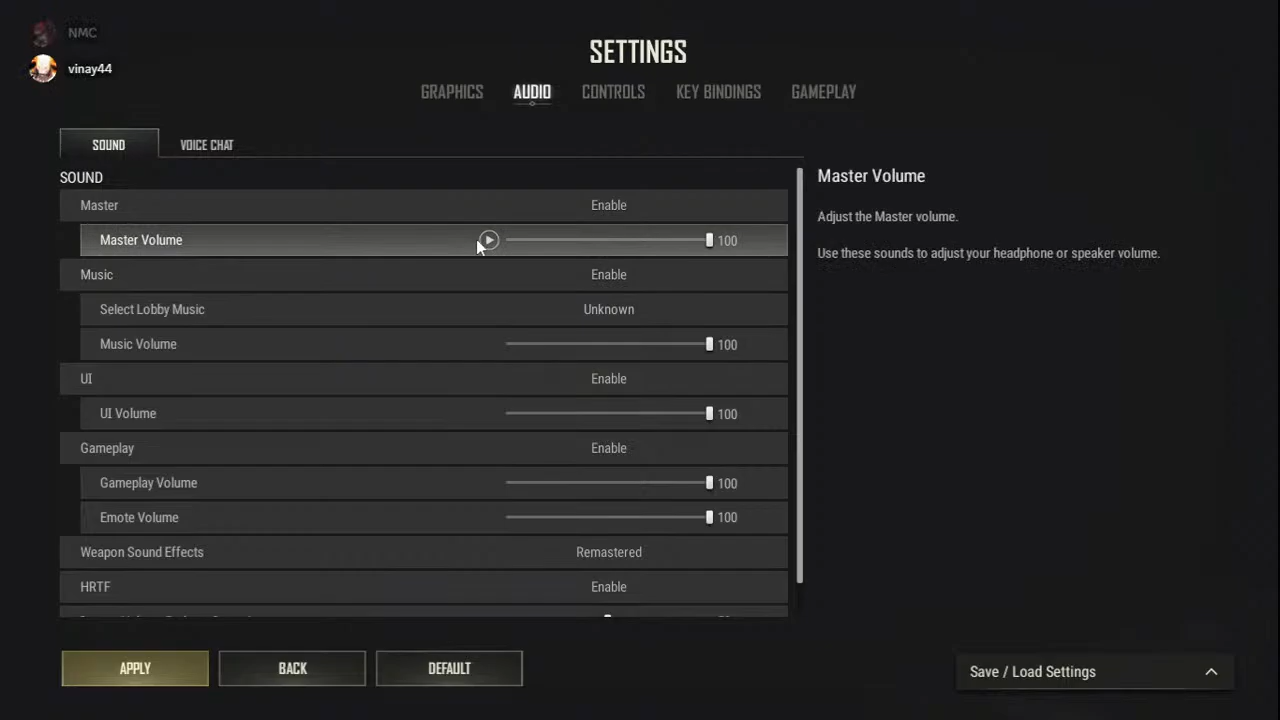 NMC
vinay44
SETTINGS
GRAPHICS AUDIO CONTROLS KEY BINDINGS GAMEPLAY
SOUND VOICE CHAT
SOUND
Master Enable
Master Volume 100
Music Enable
Select Lobby Music Unknown
Music Volume 100
UI Enable
UI Volume 100
Gameplay Enable
Gameplay Volume 100
Emote Volume 100
Weapon Sound Effects Remastered
HRTF Enable
Master Volume
Adjust the Master volume.
Use these sounds to adjust your headphone or speaker volume.
APPLY BACK DEFAULT
Save / Load Settings